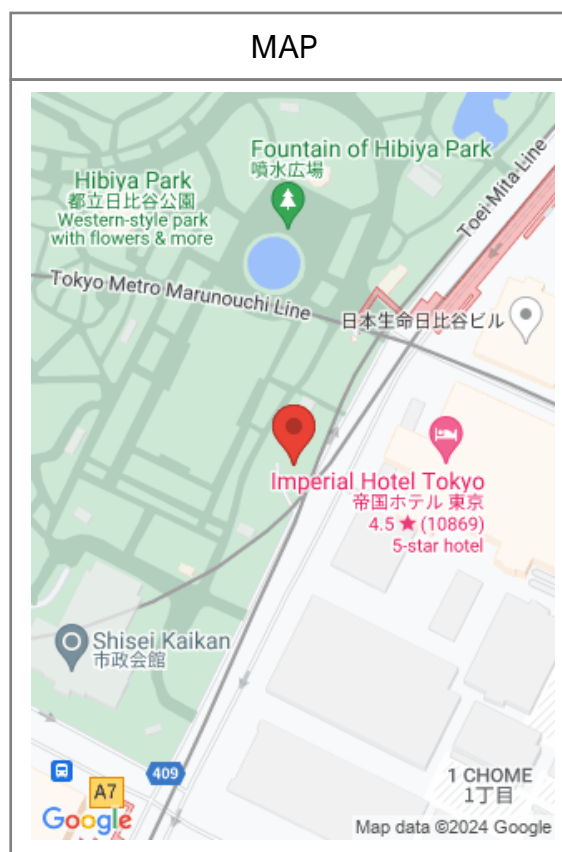 MAP
Fountain of Hibiya Park
噴水広場
Hibiya Park
都立日比谷公園
Western-style park
with flowers & more
Toei Mita Line
Tokyo Metro Marunouchi Line
日本生命日比谷ビル
Imperial Hotel Tokyo
帝国ホテル 東京
4.5 ★ (10869)
5-star hotel
Shisei Kaikan
市政会館
409
1 CHOME
1丁目
A7
Google
Map data ©2024 Google